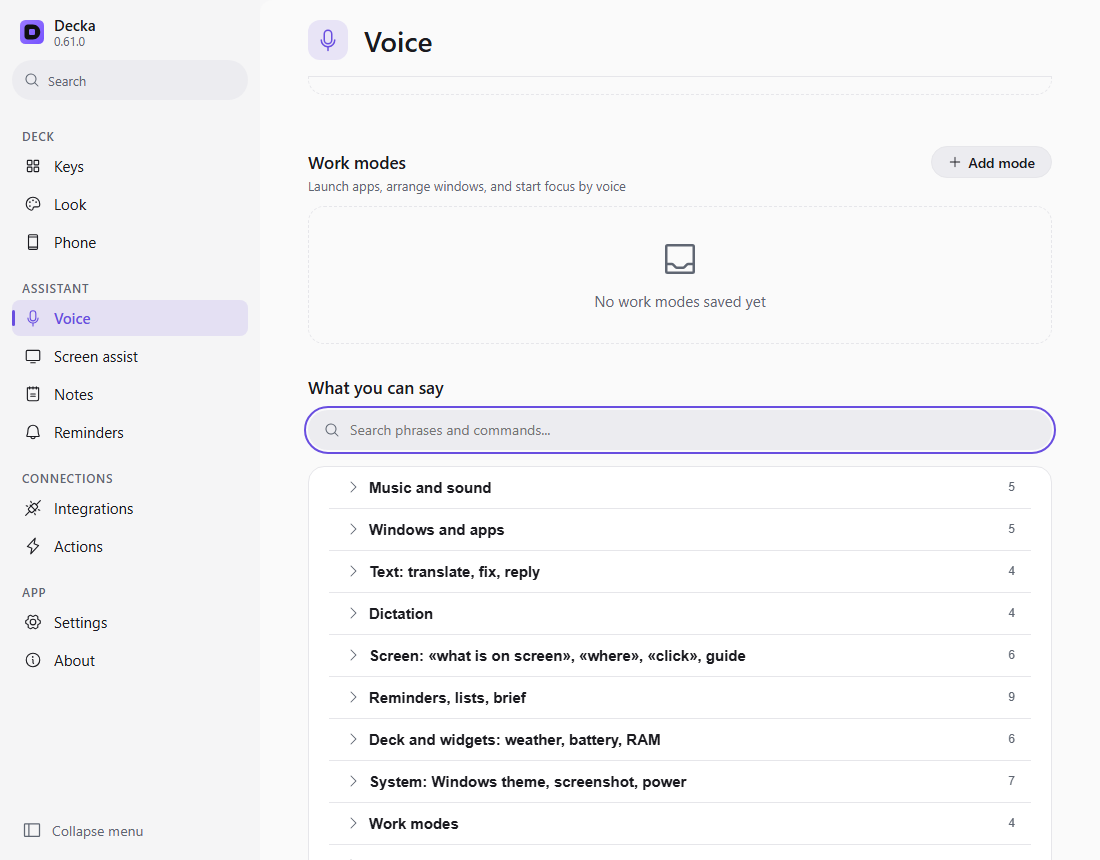 Decka
0.61.0
Search
DECK
Keys
Look
Phone
ASSISTANT
Voice
Screen assist
Notes
Reminders
CONNECTIONS
Integrations
Actions
APP
Settings
About
Collapse menu
Voice
Work modes
Add mode
Launch apps, arrange windows, and start focus by voice
No work modes saved yet
What you can say
Search phrases and commands...
Music and sound 5
Windows and apps 5
Text: translate, fix, reply 4
Dictation 4
Screen: «what is on screen», «where», «click», guide 6
Reminders, lists, brief 9
Deck and widgets: weather, battery, RAM 6
System: Windows theme, screenshot, power 7
Work modes 4